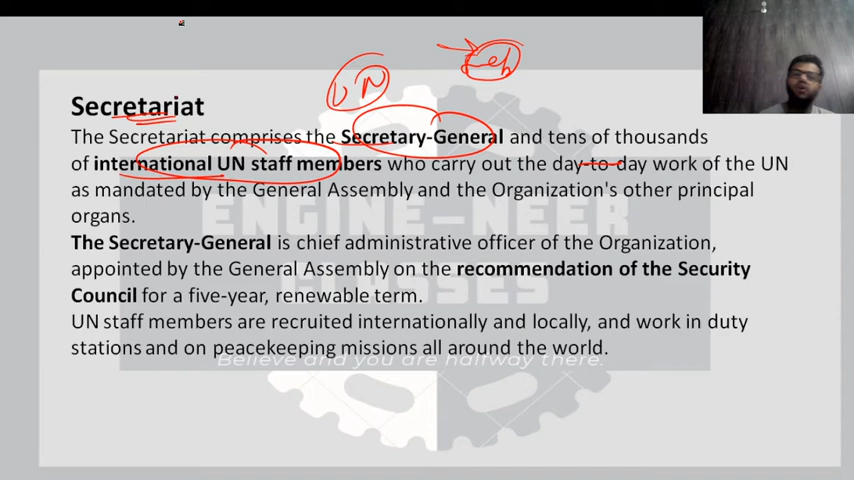 UN
Secretariat
The Secretariat comprises the Secretary-General and tens of thousands
of international UN staff members who carry out the day-to-day work of the UN
as mandated by the General Assembly and the Organization's other principal
organs.
The Secretary-General is chief administrative officer of the Organization,
appointed by the General Assembly on the recommendation of the Security
Council for a five-year, renewable term.
UN staff members are recruited internationally and locally, and work in duty
stations and on peacekeeping missions all around the world.
ENGINE-NEER
CLASSES
Believe and you are halfway there.